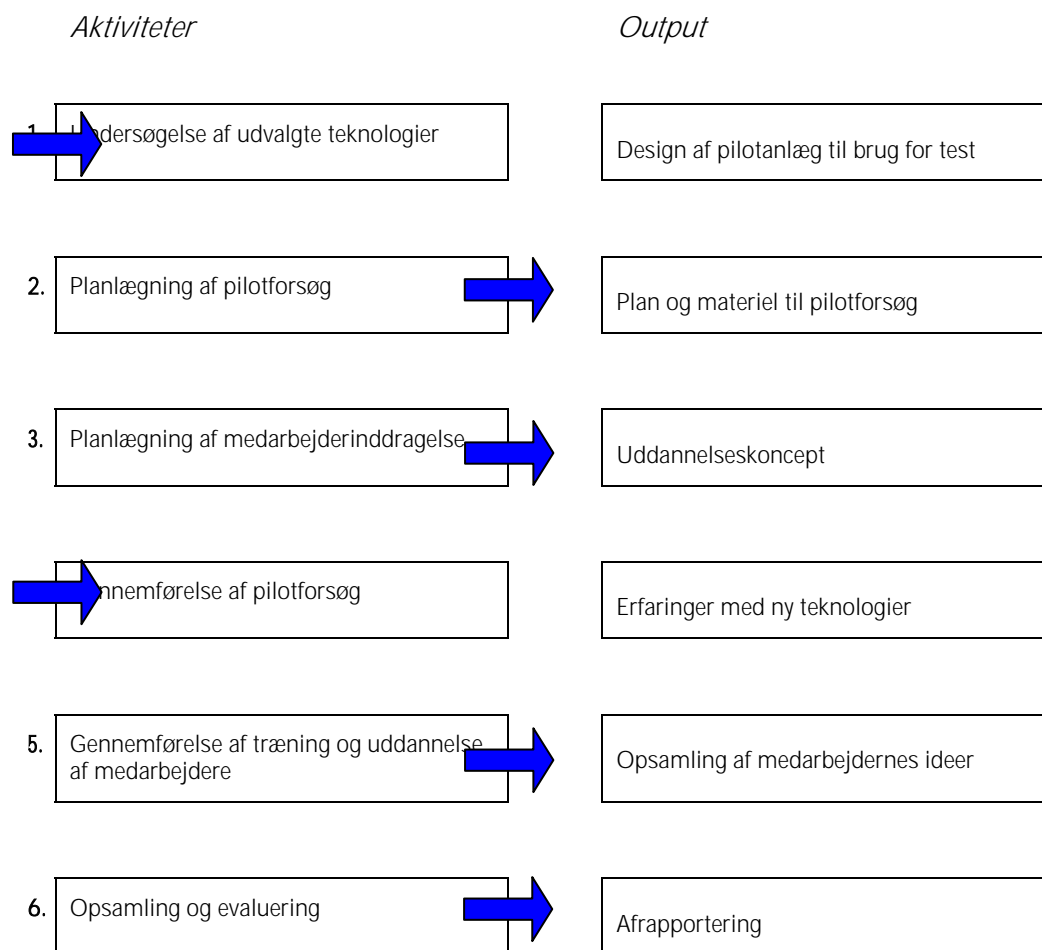 Aktiviteter
Output
1.
af udvalgte teknologier
Design af pilotanlæg til brug for test
2.
Planlægning af pilotforsøg
Plan og materiel til pilotforsøg
3.
Planlægning af medarbejderinddragelse
Uddannelseskoncept
af pilotforsøg
Erfaringer med ny teknologier
5.
Gennemførelse af træning og uddannelse
af medarbejdere
Opsamling af medarbejdernes ideer
6.
Opsamling og evaluering
Afrapportering